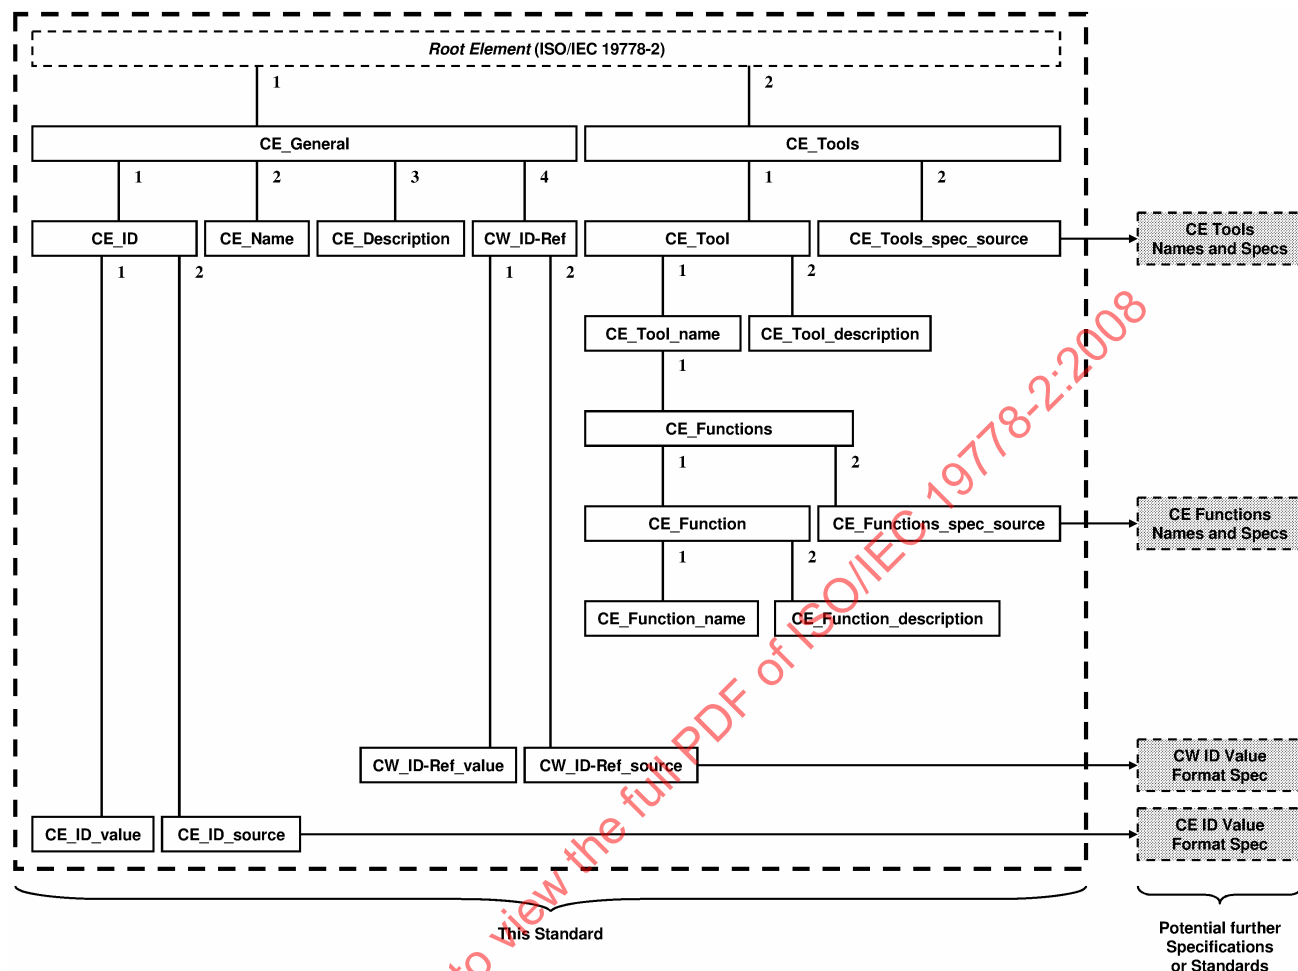 Root Element (ISO/IEC 19778-2)
1
2
CE_General
CE_Tools
1
2
3
4
1
2
CE_ID
CE_Name
CE_Description
CW_ID-Ref
CE_Tool
CE_Tools_spec_source
CE Tools
Names and Specs
1
2
1
2
1
2
CE_Tool_name
CE_Tool_description
1
CE_Functions
1
2
CE_Function
CE_Functions_spec_source
CE Functions
Names and Specs
1
2
CE_Function_name
CE_Function_description
CW_ID-Ref_value
CW_ID-Ref_source
CW ID Value
Format Spec
CE_ID_value
CE_ID_source
CE ID Value
Format Spec
This Standard
Potential further
Specifications
or Standards
to view the full PDF of ISO/IEC 19778-2:2008